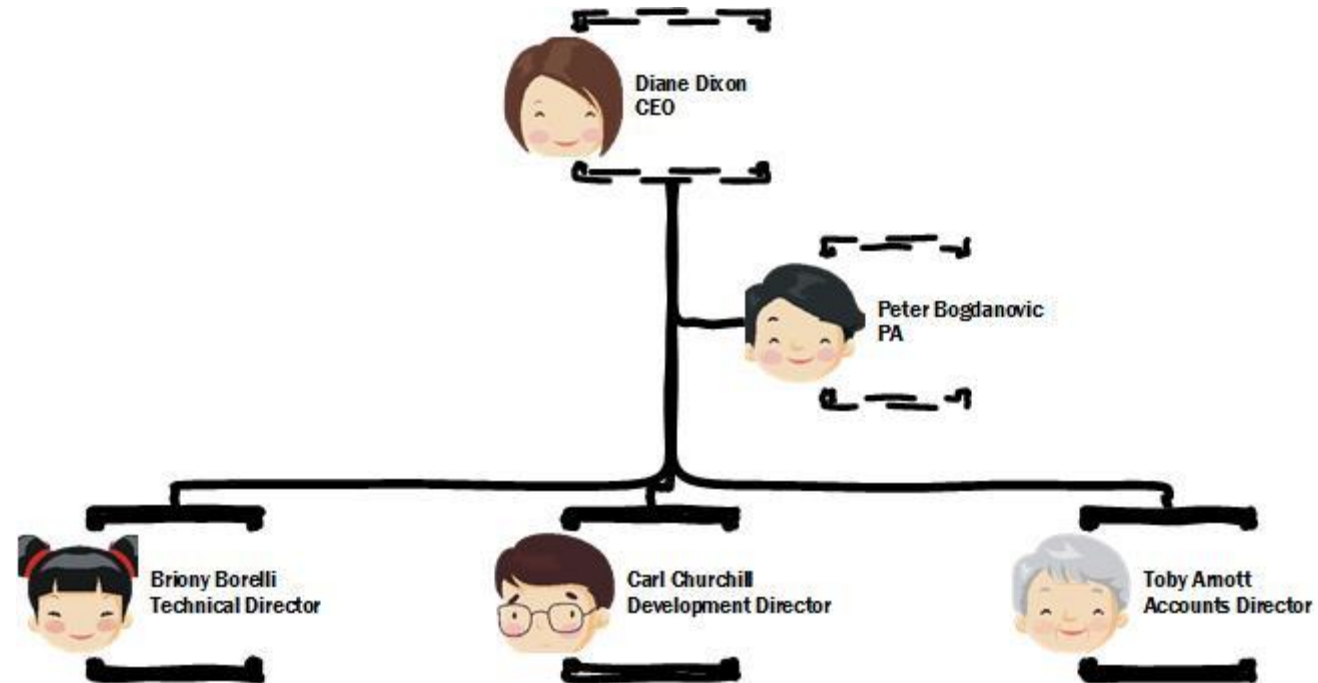 Diane Dixon
CEO
Peter Bogdanovic
PA
Briony Borelli
Technical Director
Carl Churchill
Development Director
Toby Arnott
Accounts Director